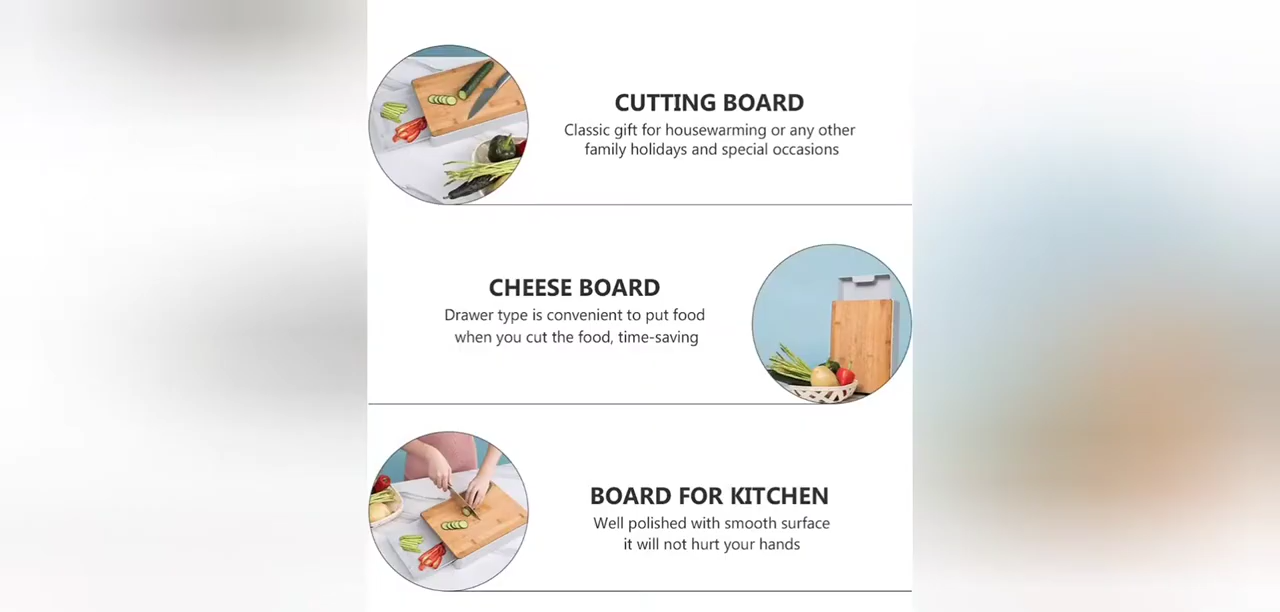 CUTTING BOARD
Classic gift for housewarming or any other
family holidays and special occasions
CHEESE BOARD
Drawer type is convenient to put food
when you cut the food, time-saving
BOARD FOR KITCHEN
Well polished with smooth surface
it will not hurt your hands